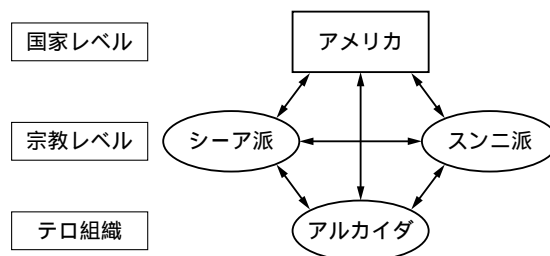 国家レベル
アメリカ
宗教レベル
シーア派
スンニ派
テロ組織
アルカイダ